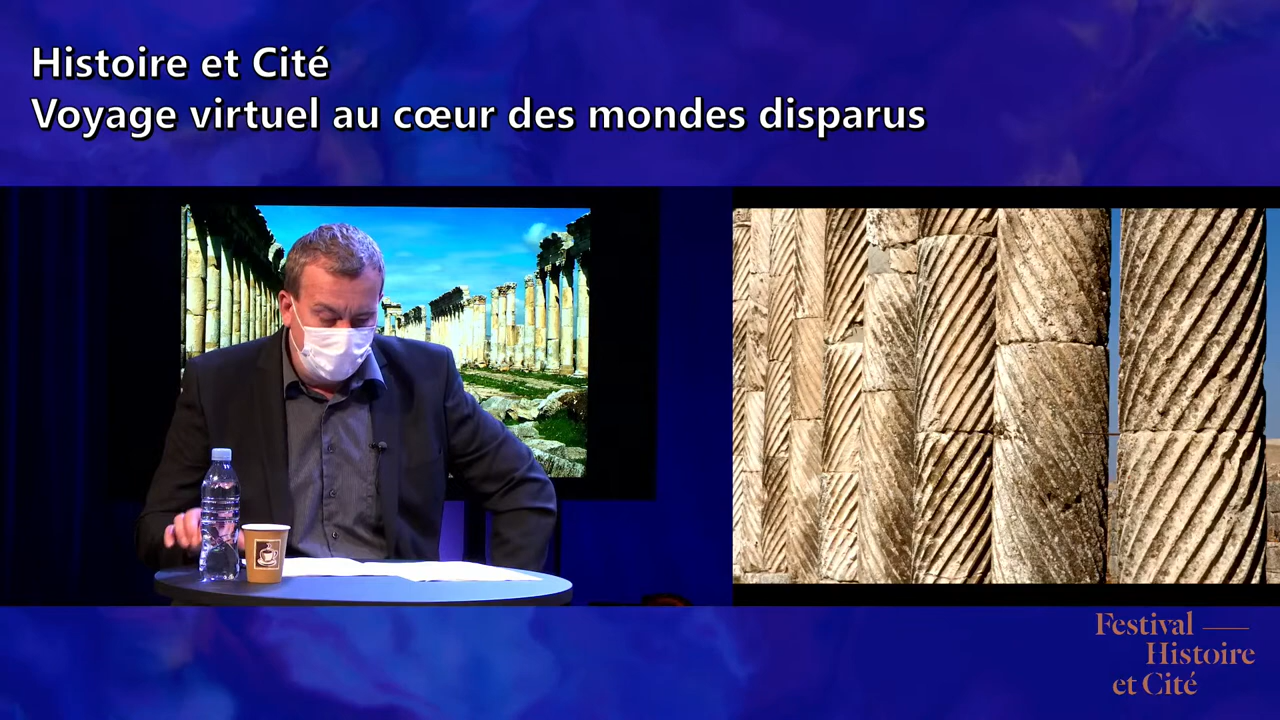 Histoire et Cité
Voyage virtuel au cœur des mondes disparus
Festival
Histoire
et Cité